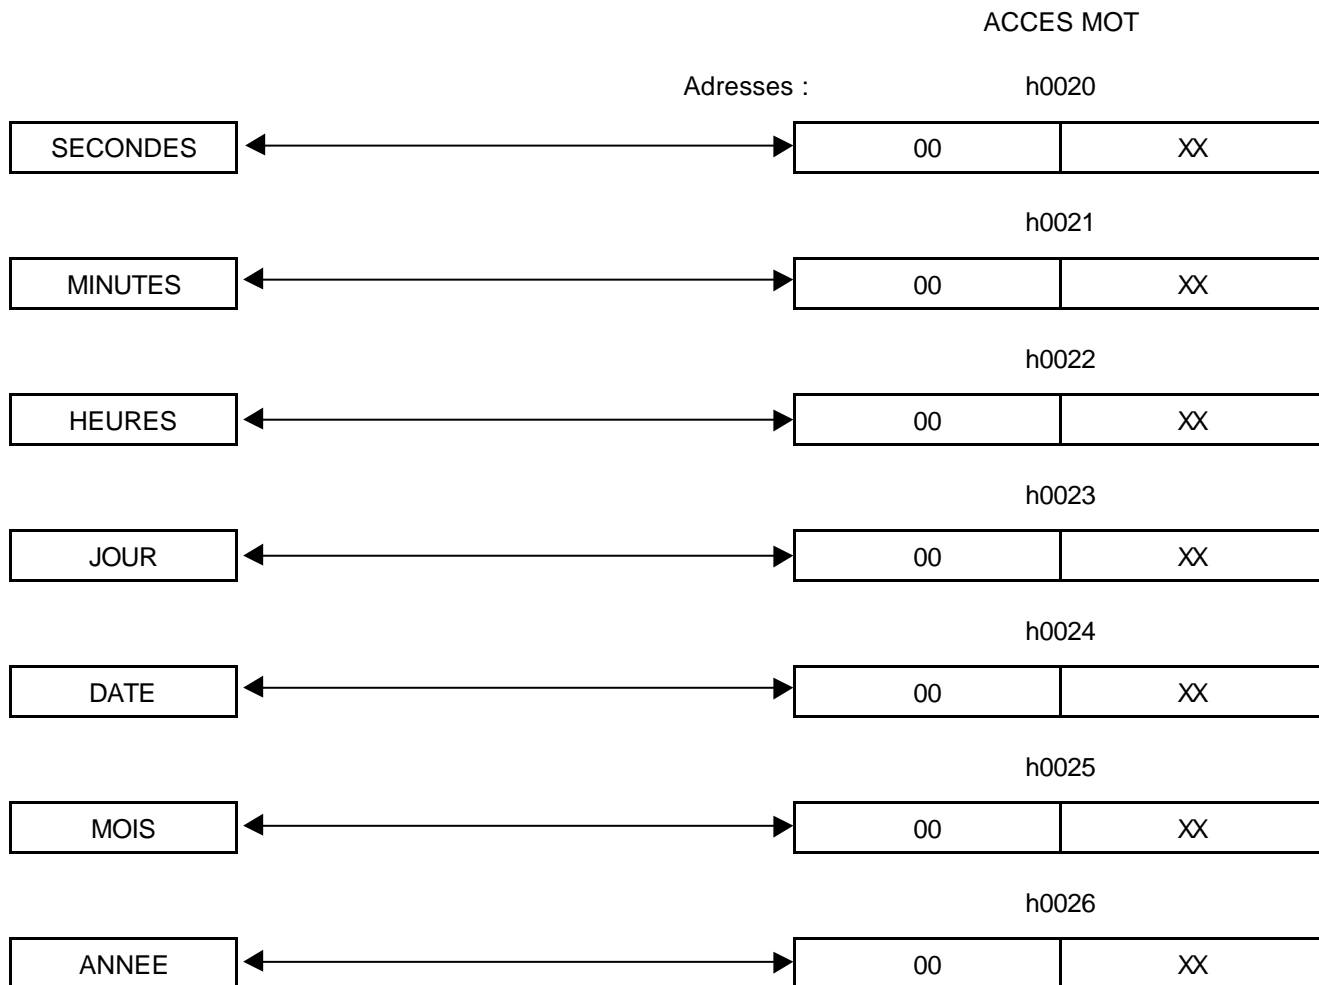 ACCES MOT
Adresses : h0020
SECONDES 00 XX
h0021
MINUTES 00 XX
h0022
HEURES 00 XX
h0023
JOUR 00 XX
h0024
DATE 00 XX
h0025
MOIS 00 XX
h0026
ANNEE 00 XX